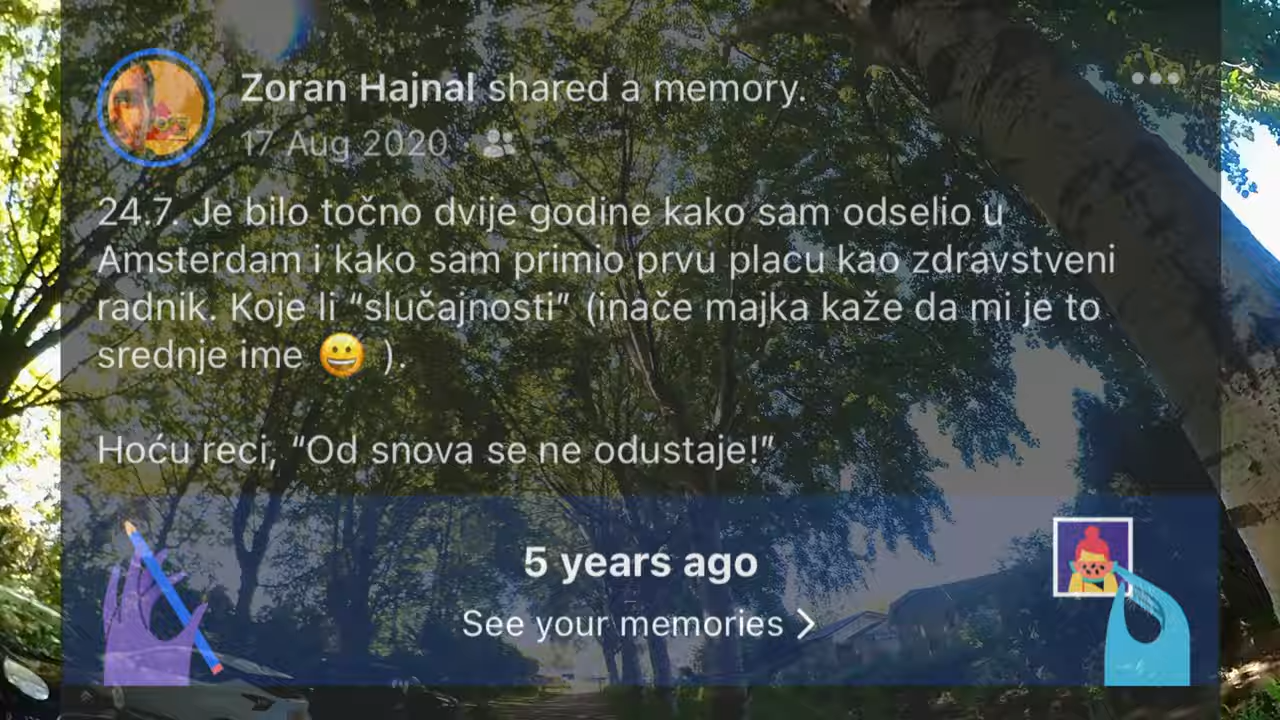 Zoran Hajnal shared a memory.
17 Aug 2020
24.7. Je bilo točno dvije godine kako sam odselio u
Amsterdam i kako sam primio prvu placu kao zdravstveni
radnik. Koje li “slučajnosti” (inače majka kaže da mi je to
srednje ime 😀 ).
Hoću reci, “Od snova se ne odustaje!”
5 years ago
See your memories